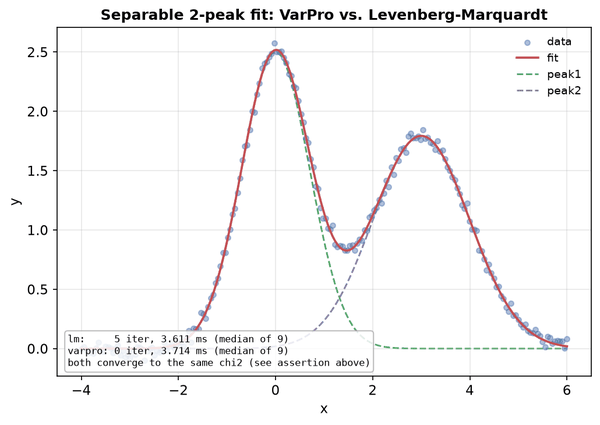 Separable 2-peak fit: VarPro vs. Levenberg-Marquardt
data
fit
peak1
peak2
y
2.5
2.0
1.5
1.0
0.5
0.0
lm:     5 iter, 3.611 ms (median of 9)
varpro: 0 iter, 3.714 ms (median of 9)
both converge to the same chi2 (see assertion above)
−4 −2 0 2 4 6
x